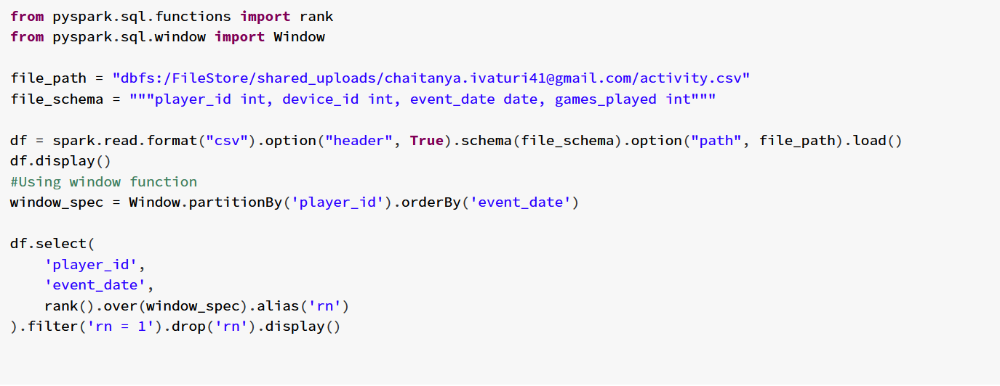 from pyspark.sql.functions import rank
from pyspark.sql.window import Window
file_path = "dbfs:/FileStore/shared_uploads/chaitanya.ivaturi41@gmail.com/activity.csv"
file_schema = """player_id int, device_id int, event_date date, games_played int"""
df = spark.read.format("csv").option("header", True).schema(file_schema).option("path", file_path).load()
df.display()
#Using window function
window_spec = Window.partitionBy('player_id').orderBy('event_date')
df.select(
    'player_id',
    'event_date',
    rank().over(window_spec).alias('rn')
).filter('rn = 1').drop('rn').display()